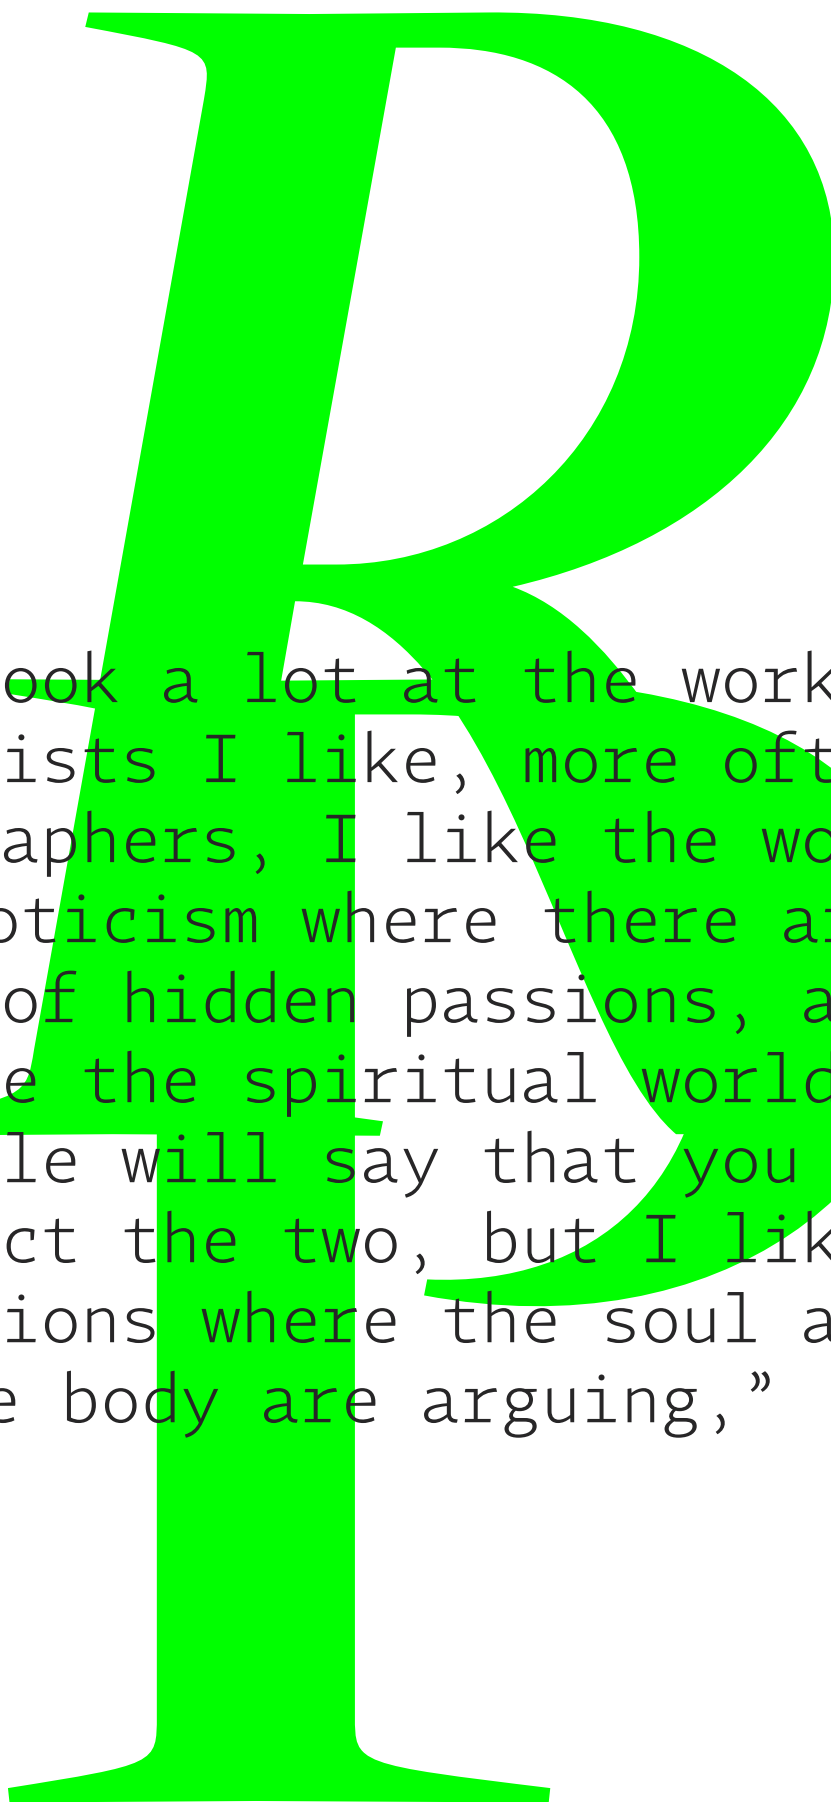 R
D
ook a lot at the work
ists I like, more oft
aphers, I like the wo
oticism where there ar
of hidden passions, a
e the spiritual world
le will say that you
ct the two, but I lik
ions where the soul a
e body are arguing,”